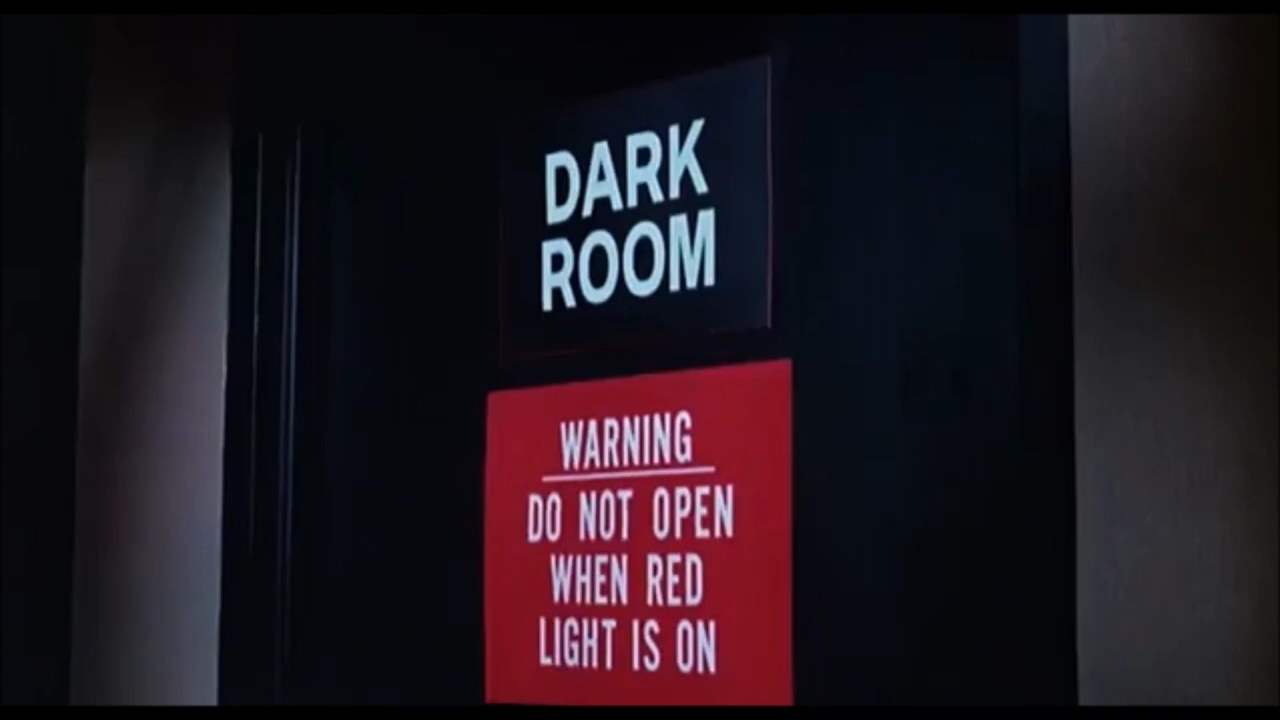 DARK
ROOM
WARNING
DO NOT OPEN
WHEN RED
LIGHT IS ON